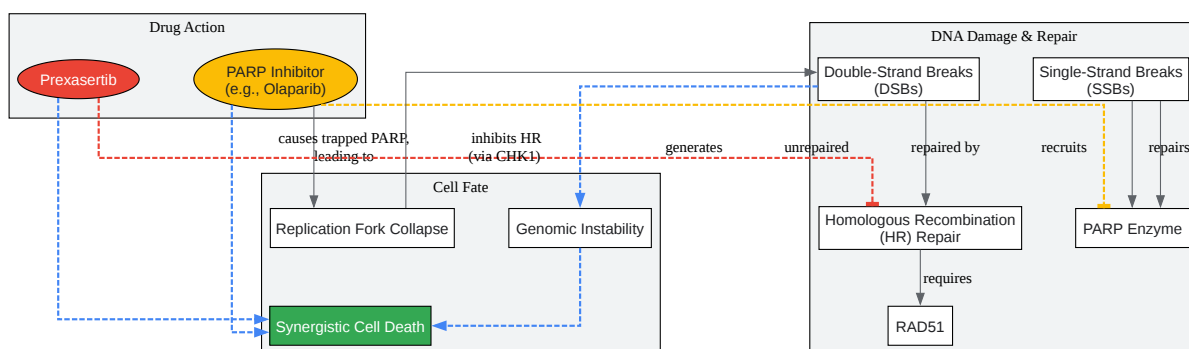 Drug Action
Prexasertib
PARP Inhibitor
(e.g., Olaparib)
DNA Damage & Repair
Double-Strand Breaks
(DSBs)
Single-Strand Breaks
(SSBs)
causes trapped PARP,
leading to
inhibits HR
(via CHK1)
generates
unrepaired
repaired by
recruits
repairs
Cell Fate
Replication Fork Collapse
Genomic Instability
Homologous Recombination
(HR) Repair
PARP Enzyme
requires
Synergistic Cell Death
RAD51